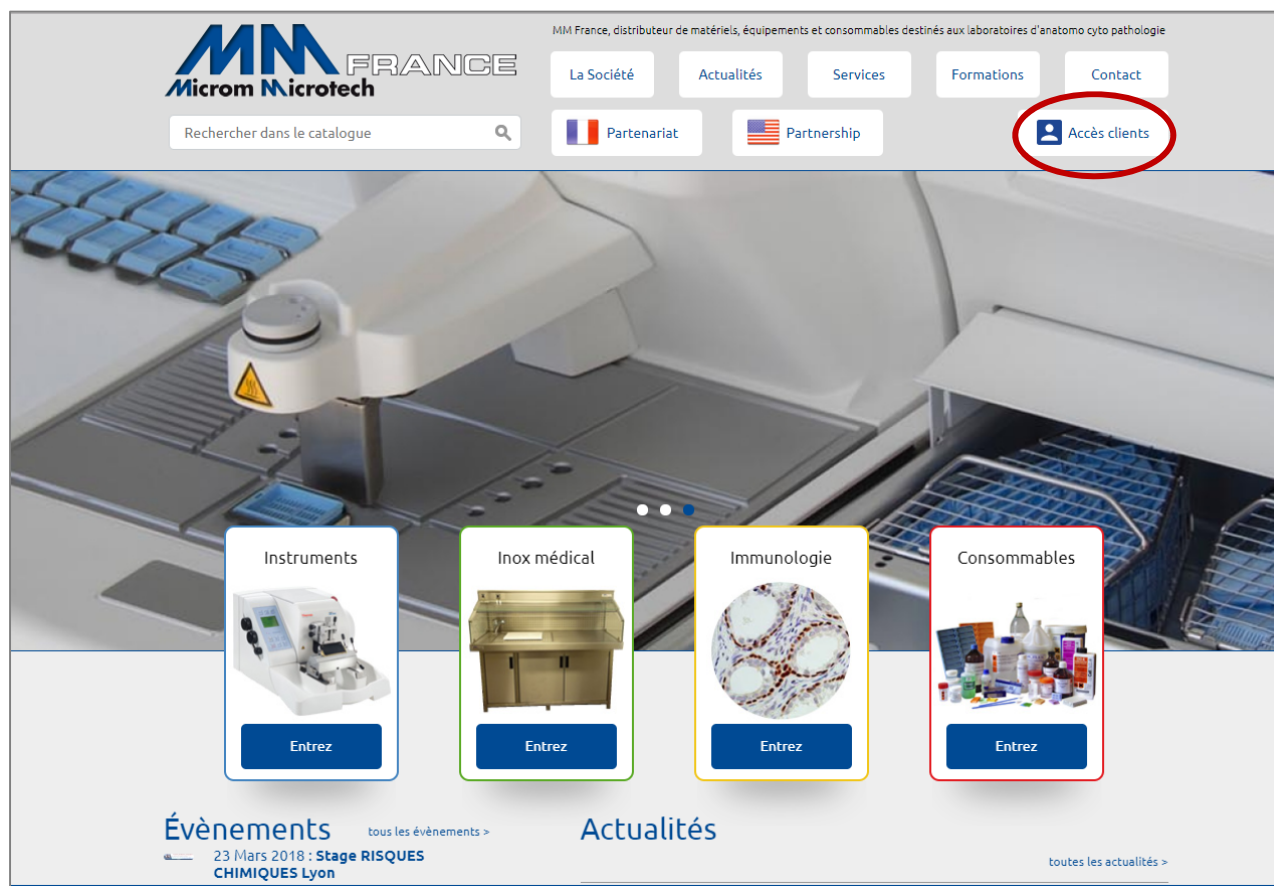 MM FRANCE
Microm Microtech
MM France, distributeur de matériels, équipements et consommables destinés aux laboratoires d'anatomo cyto pathologie
La Société
Actualités
Services
Formations
Contact
Rechercher dans le catalogue
Partenariat
Partnership
Accès clients
Instruments
Inox médical
Immunologie
Consommables
Entrez
Entrez
Entrez
Entrez
Évènements
tous les évènements >
23 Mars 2018 : Stage RISQUES
CHIMIQUES Lyon
Actualités
toutes les actualités >